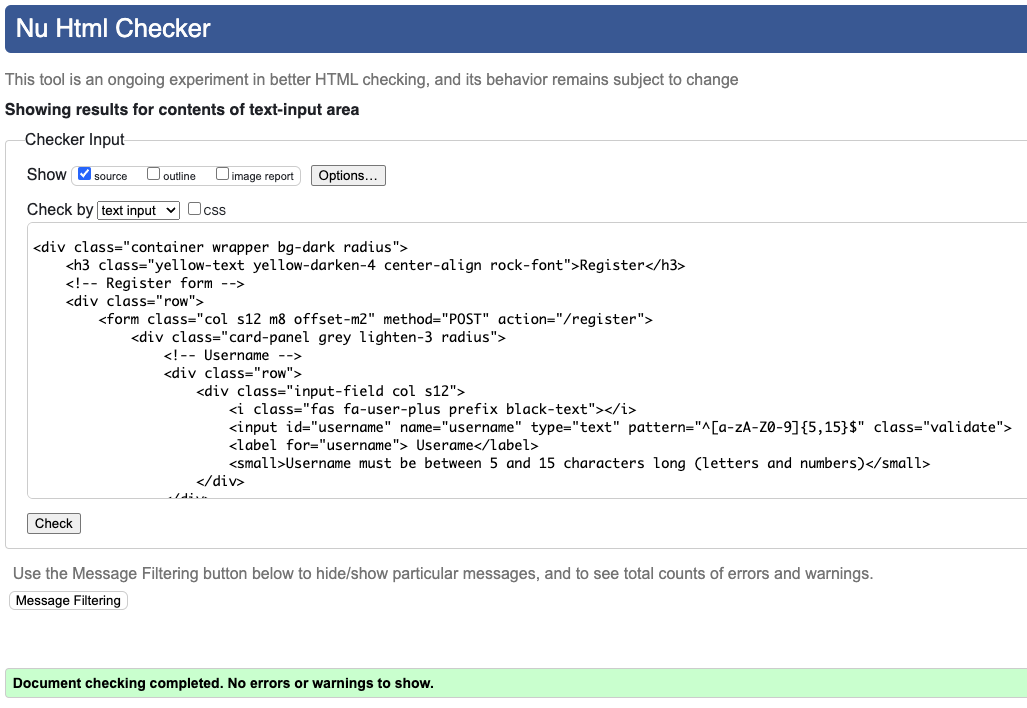 Nu Html Checker
This tool is an ongoing experiment in better HTML checking, and its behavior remains subject to change
Showing results for contents of text-input area
Checker Input
Show source outline image report Options...
Check by text input CSS
<div class="container wrapper bg-dark radius">
    <h3 class="yellow-text yellow-darken-4 center-align rock-font">Register</h3>
    <!-- Register form -->
    <div class="row">
        <form class="col s12 m8 offset-m2" method="POST" action="/register">
            <div class="card-panel grey lighten-3 radius">
                <!-- Username -->
                <div class="row">
                    <div class="input-field col s12">
                        <i class="fas fa-user-plus prefix black-text"></i>
                        <input id="username" name="username" type="text" pattern="^[a-zA-Z0-9]{5,15}$" class="validate">
                        <label for="username"> Userame</label>
                        <small>Username must be between 5 and 15 characters long (letters and numbers)</small>
                    </div>
                </div>
Check
Use the Message Filtering button below to hide/show particular messages, and to see total counts of errors and warnings.
Message Filtering
Document checking completed. No errors or warnings to show.